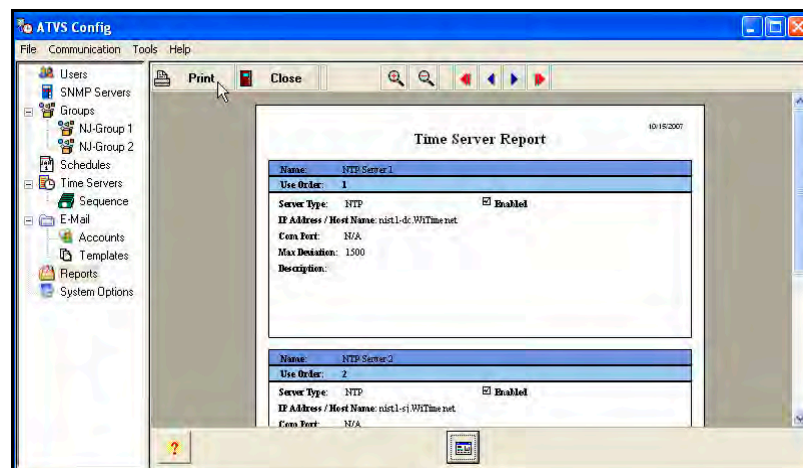 ATVS Config
File Communication Tools Help
Users
SNMP Servers
Groups
NJ-Group 1
NJ-Group 2
Schedules
Time Servers
Sequence
E-Mail
Accounts
Templates
Reports
System Options
Print Close
10/15/2007
Time Server Report
Name: NTP Server 1
Use Order: 1
Server Type: NTP Enabled
IP Address / Host Name: nist1-dc.WiTime.net
Com Port: N/A
Max Deviation: 1500
Description:
Name: NTP Server 2
Use Order: 2
Server Type: NTP Enabled
IP Address / Host Name: nist1-sj.WiTime.net
Com Port: N/A
?